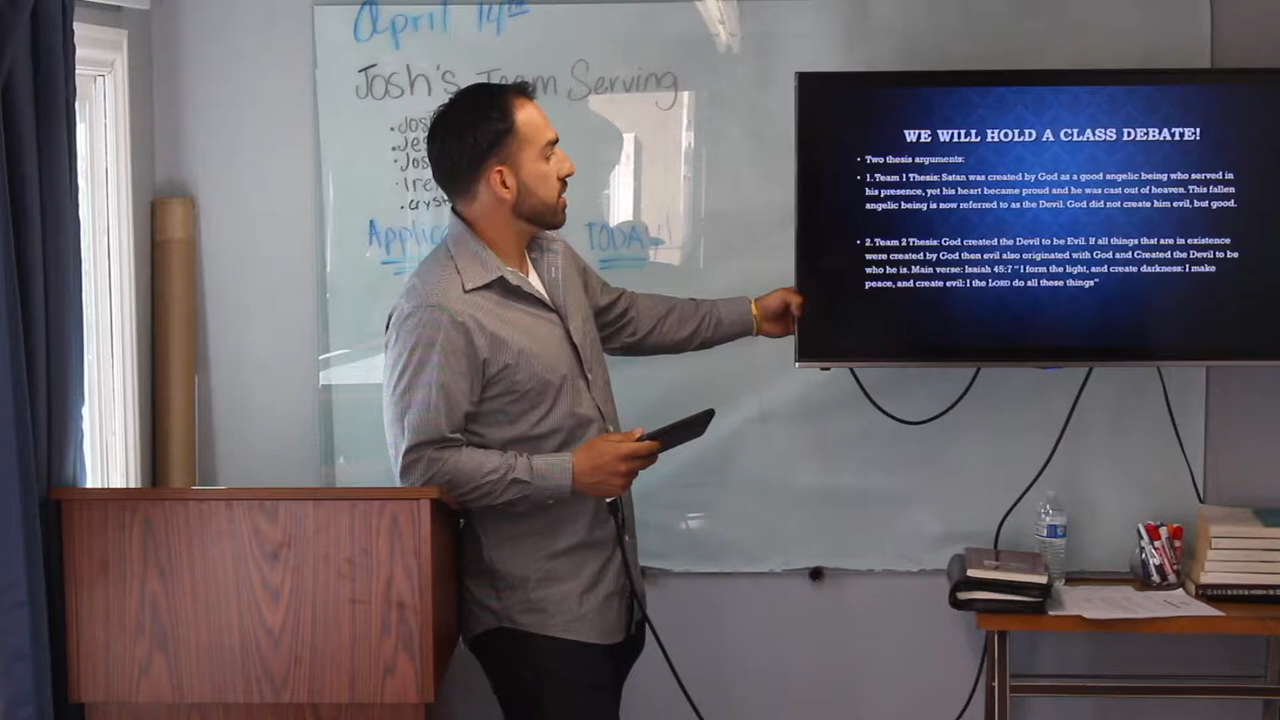 April 14th
Josh's Team Serving
Applic
TODAY
WE WILL HOLD A CLASS DEBATE!
• Two thesis arguments:
• 1. Team 1 Thesis: Satan was created by God as a good angelic being who served in
his presence, yet his heart became proud and he was cast out of heaven. This fallen
angelic being is now referred to as the Devil. God did not create him evil, but good.
• 2. Team 2 Thesis: God created the Devil to be Evil. If all things that are in existence
were created by God then evil also originated with God and Created the Devil to be
who he is. Main verse: Isaiah 45:7 "I form the light, and create darkness: I make
peace, and create evil: I the LORD do all these things"